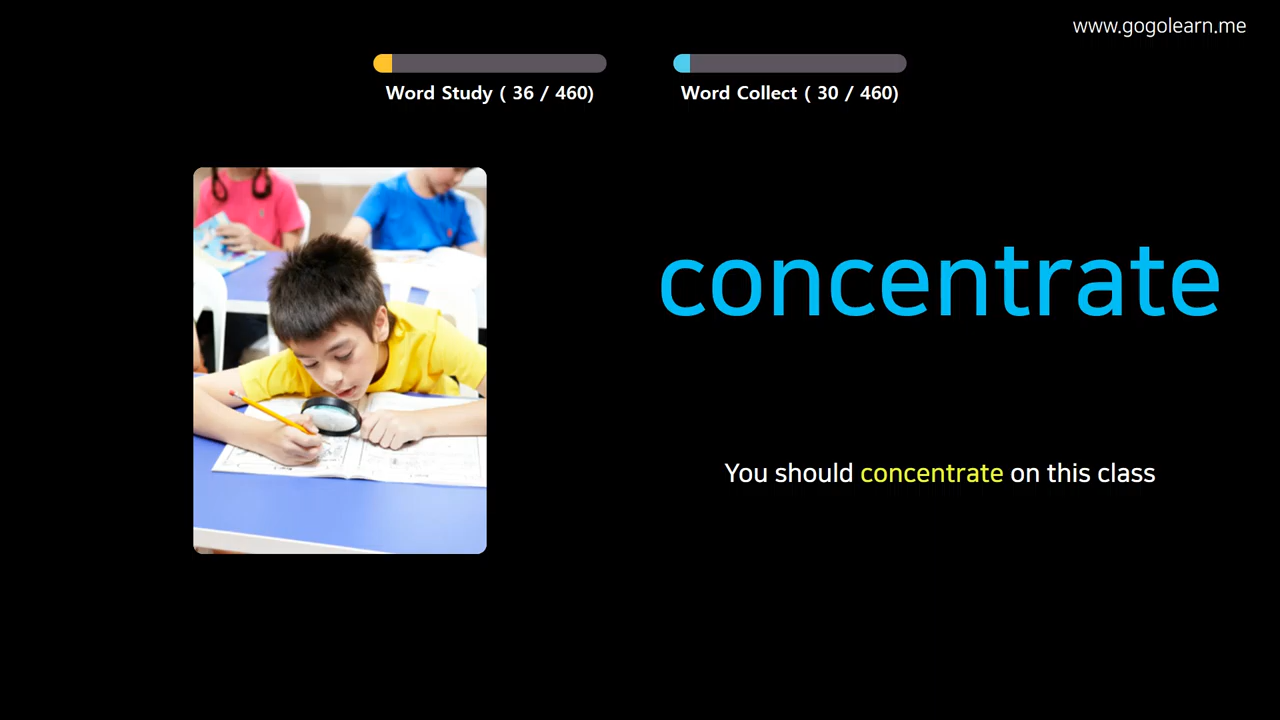 www.gogolearn.me
Word Study ( 36 / 460)
Word Collect ( 30 / 460)
concentrate
You should concentrate on this class